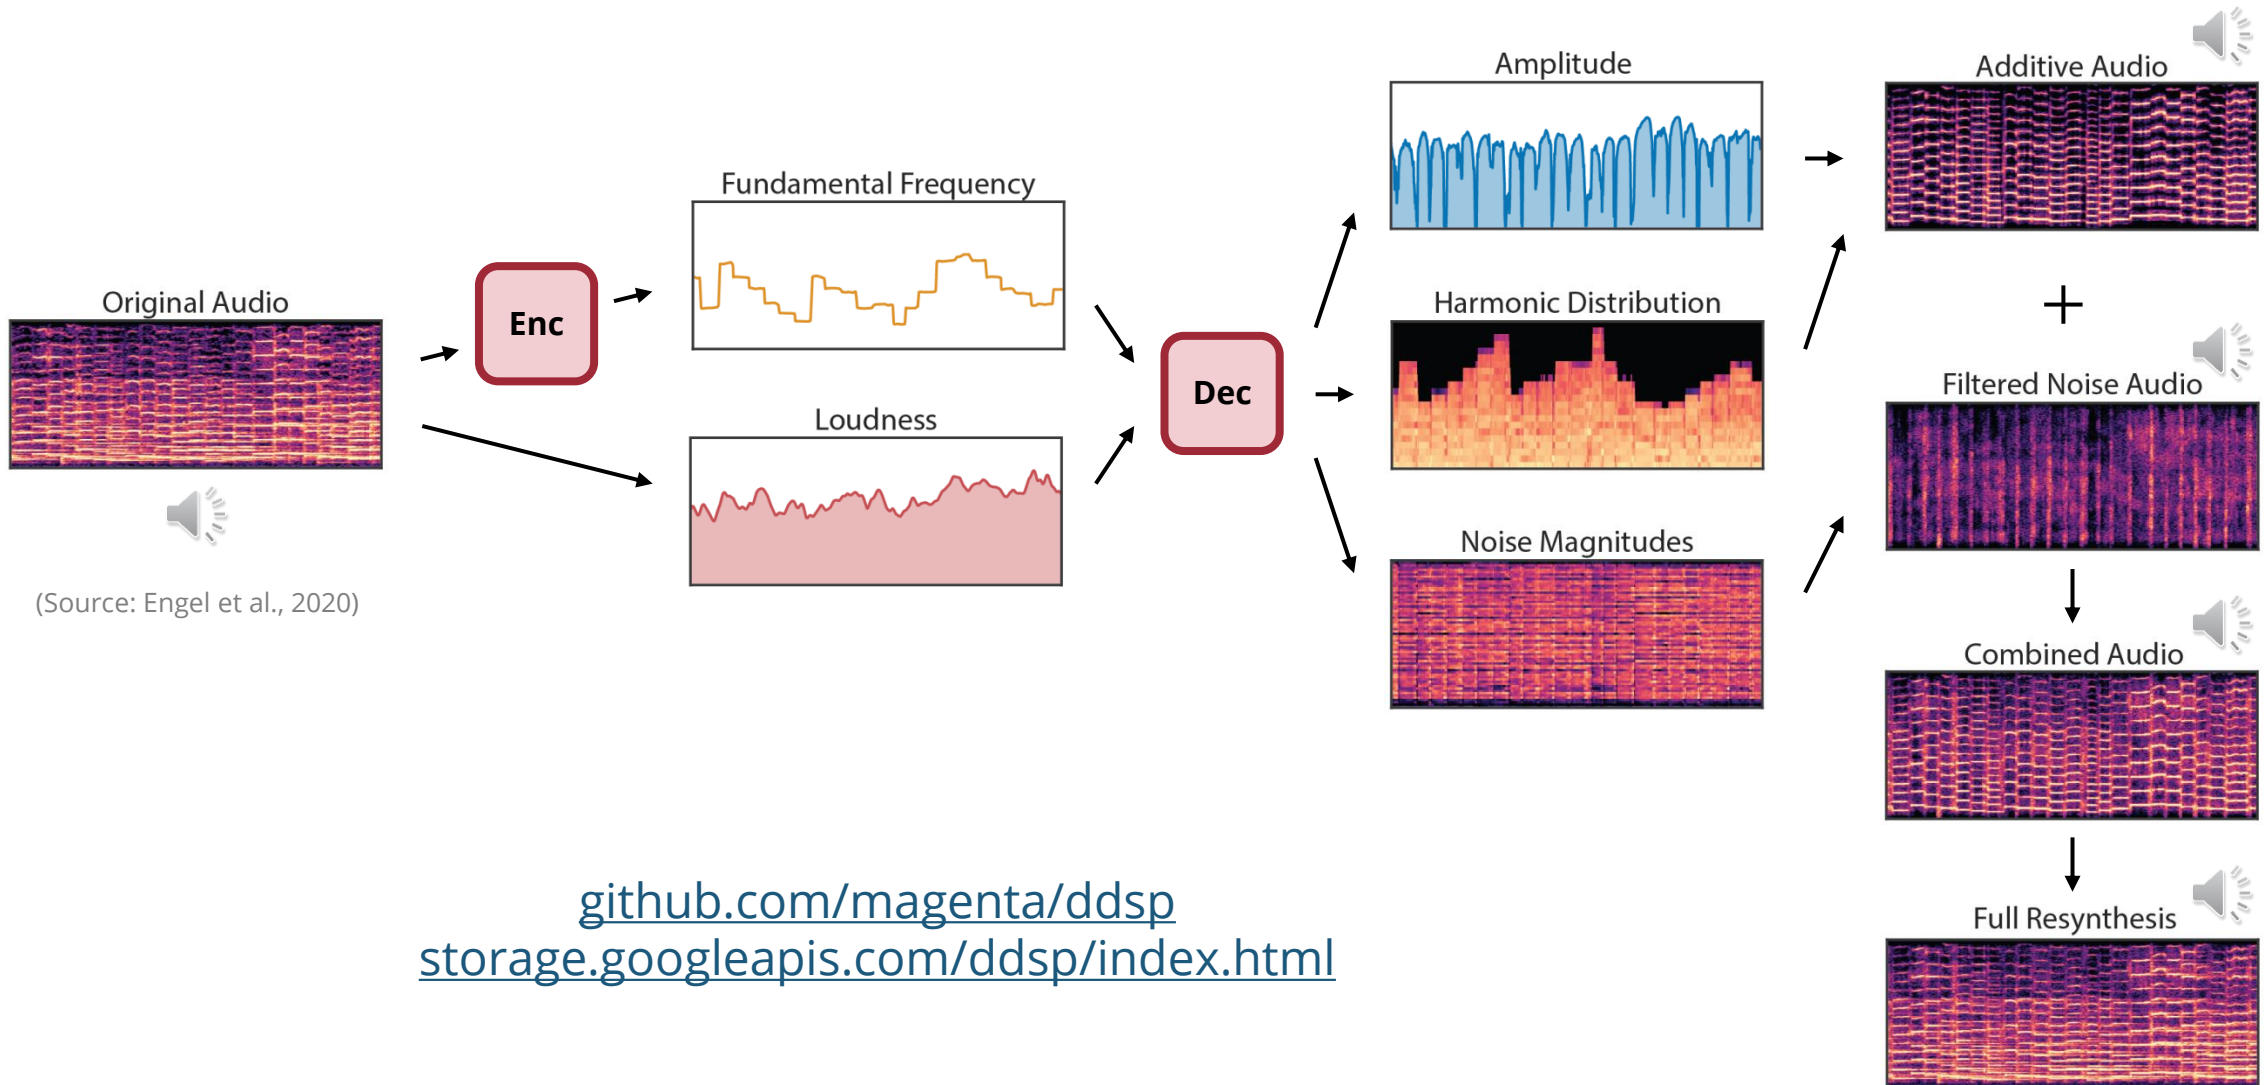 Original Audio
(Source: Engel et al., 2020)
Enc
Fundamental Frequency
Loudness
Dec
Amplitude
Harmonic Distribution
Noise Magnitudes
Additive Audio
+
Filtered Noise Audio
Combined Audio
Full Resynthesis
github.com/magenta/ddsp
storage.googleapis.com/ddsp/index.html